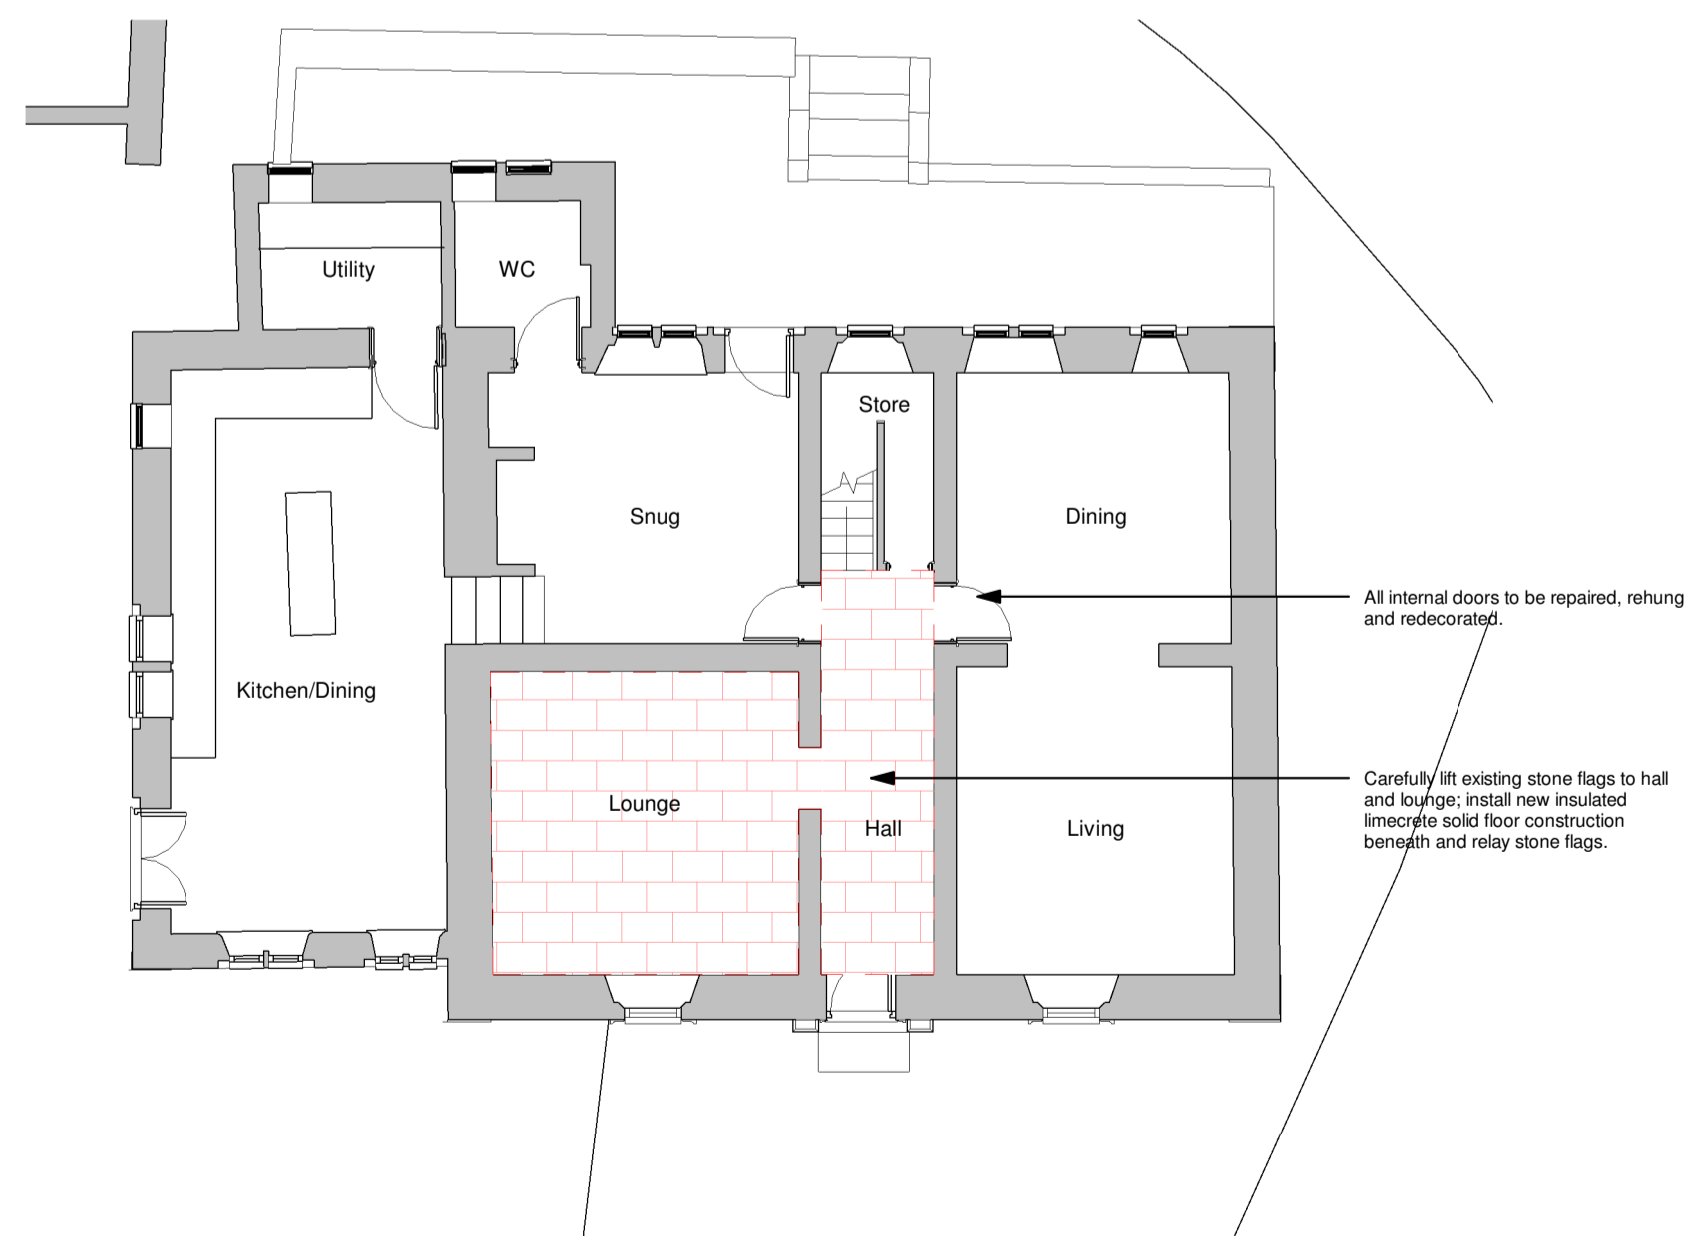 Utility
WC
Store
Snug
Dining
All internal doors to be repaired, rehung
and redecorated.
Kitchen/Dining
Carefully lift existing stone flags to hall
and lounge; install new insulated
limecrete solid floor construction
beneath and relay stone flags.
Lounge
Hall
Living